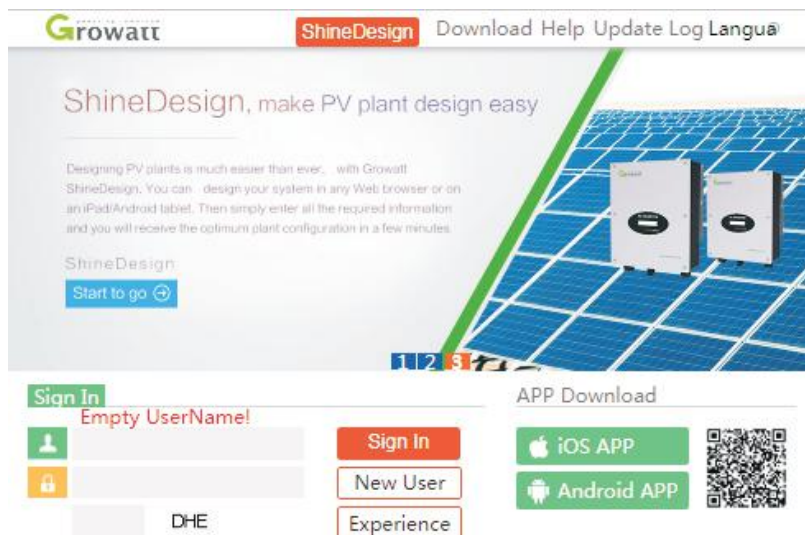 Growatt
ShineDesign Download Help Update Log Langua
ShineDesign, make PV plant design easy
Designing PV plants is much easier than ever, with Growatt
ShineDesign. You can design your system in any Web browser or on
an iPad/Android tablet. Then simply enter all the required information
and you will receive the optimum plant configuration in a few minutes.
ShineDesign
Start to go
1 2 3
Sign In
Empty UserName!
Sign In
New User
DHE
Experience
APP Download
iOS APP
Android APP